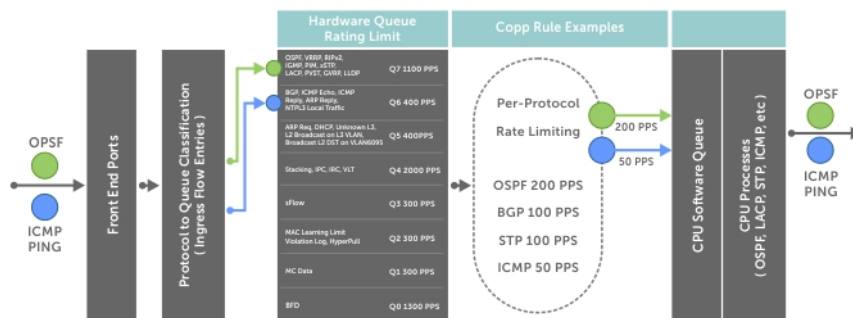 Hardware Queue
Rating Limit
Copp Rule Examples
OPSF
ICMP
PING
Front End Ports
Protocol to Queue Classification
( Ingress Flow Entries )
OSPF, VRRP, RIPv2,
IGMP, PIM, xSTP,
LACP, PVST, GVRP, LLDP
Q7 1100 PPS
BGP, ICMP Echo, ICMP
Reply, ARP Reply,
NTPL3 Local Traffic
Q6 400 PPS
ARP Req, DHCP, Unknown L3,
L2 Broadcast on L3 VLAN,
Broadcast L2 DST on VLAN6095
Q5 400PPS
Stacking, IPC, IRC, VLT
Q4 2000 PPS
sFlow
Q3 300 PPS
MAC Learning Limit
Violation Log, HyperPull
Q2 300 PPS
MC Data
Q1 300 PPS
BFD
Q0 1300 PPS
Per-Protocol
Rate Limiting
OSPF 200 PPS
BGP 100 PPS
STP 100 PPS
ICMP 50 PPS
200 PPS
50 PPS
CPU Software Queue
CPU Processes
( OSPF, LACP, STP, ICMP, etc )
OPSF
ICMP
PING